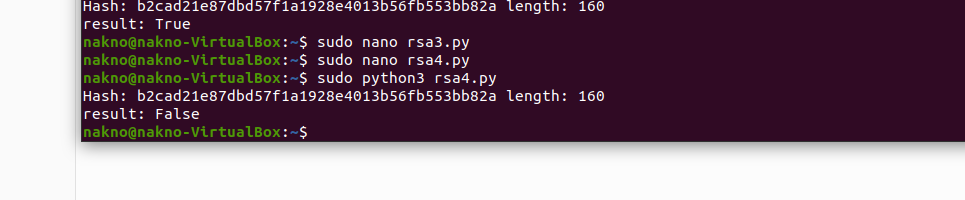 Hash: b2cad21e87dbd57f1a1928e4013b56fb553bb82a length: 160
result: True
nakno@nakno-VirtualBox:~$ sudo nano rsa3.py
nakno@nakno-VirtualBox:~$ sudo nano rsa4.py
nakno@nakno-VirtualBox:~$ sudo python3 rsa4.py
Hash: b2cad21e87dbd57f1a1928e4013b56fb553bb82a length: 160
result: False
nakno@nakno-VirtualBox:~$